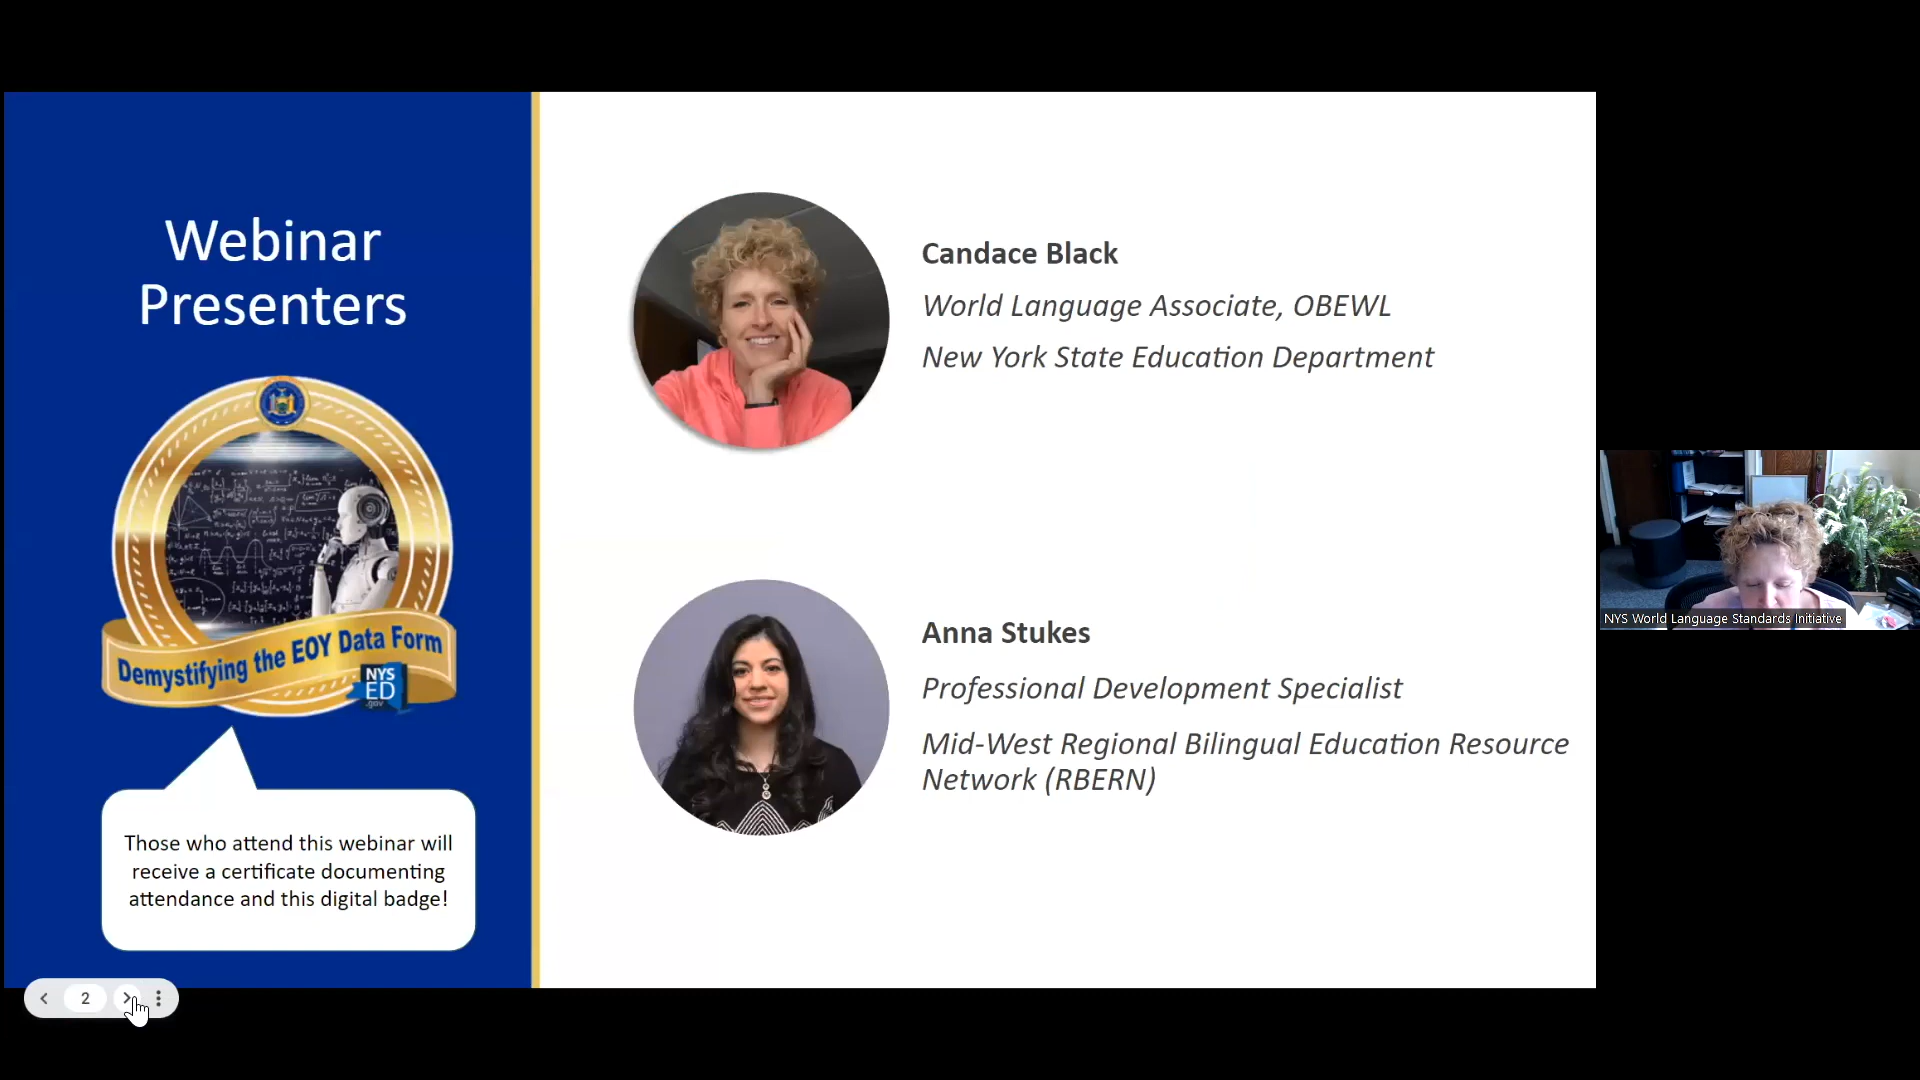 Webinar
Presenters
Demystifying the EOY Data Form
NYS
ED
.gov
Those who attend this webinar will
receive a certificate documenting
attendance and this digital badge!
Candace Black
World Language Associate, OBEWL
New York State Education Department
Anna Stukes
Professional Development Specialist
Mid-West Regional Bilingual Education Resource
Network (RBERN)
NYS World Language Standards Initiative
2